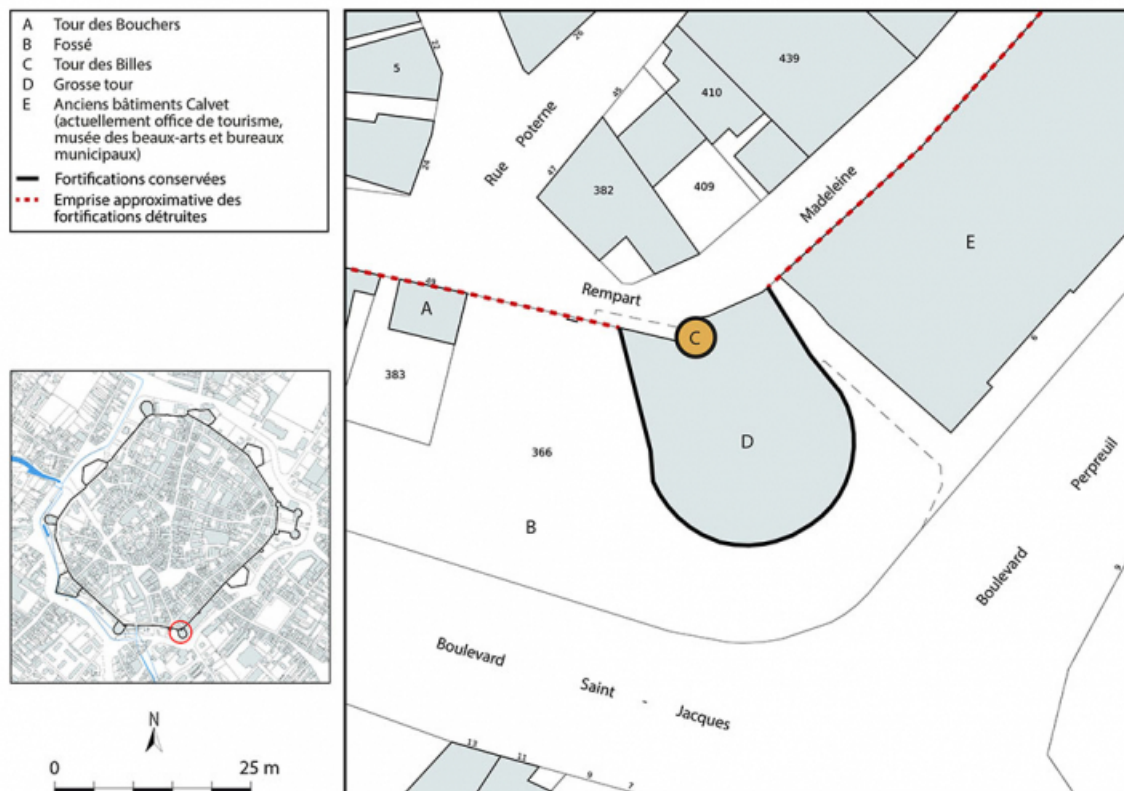 A Tour des Bouchers
B Fossé
C Tour des Billes
D Grosse tour
E Anciens bâtiments Calvet
(actuellement office de tourisme,
musée des beaux-arts et bureaux
municipaux)
Fortifications conservées
Emprise approximative des
fortifications détruites
N
0 25 m
22
26
5
439
45
410
Rue Poterne
24
47
382
409
Madeleine
E
49
Rempart
A
C
383
6
366
D
B
Perpreuil
Boulevard
9
Boulevard
Saint - Jacques
13
11
9
7